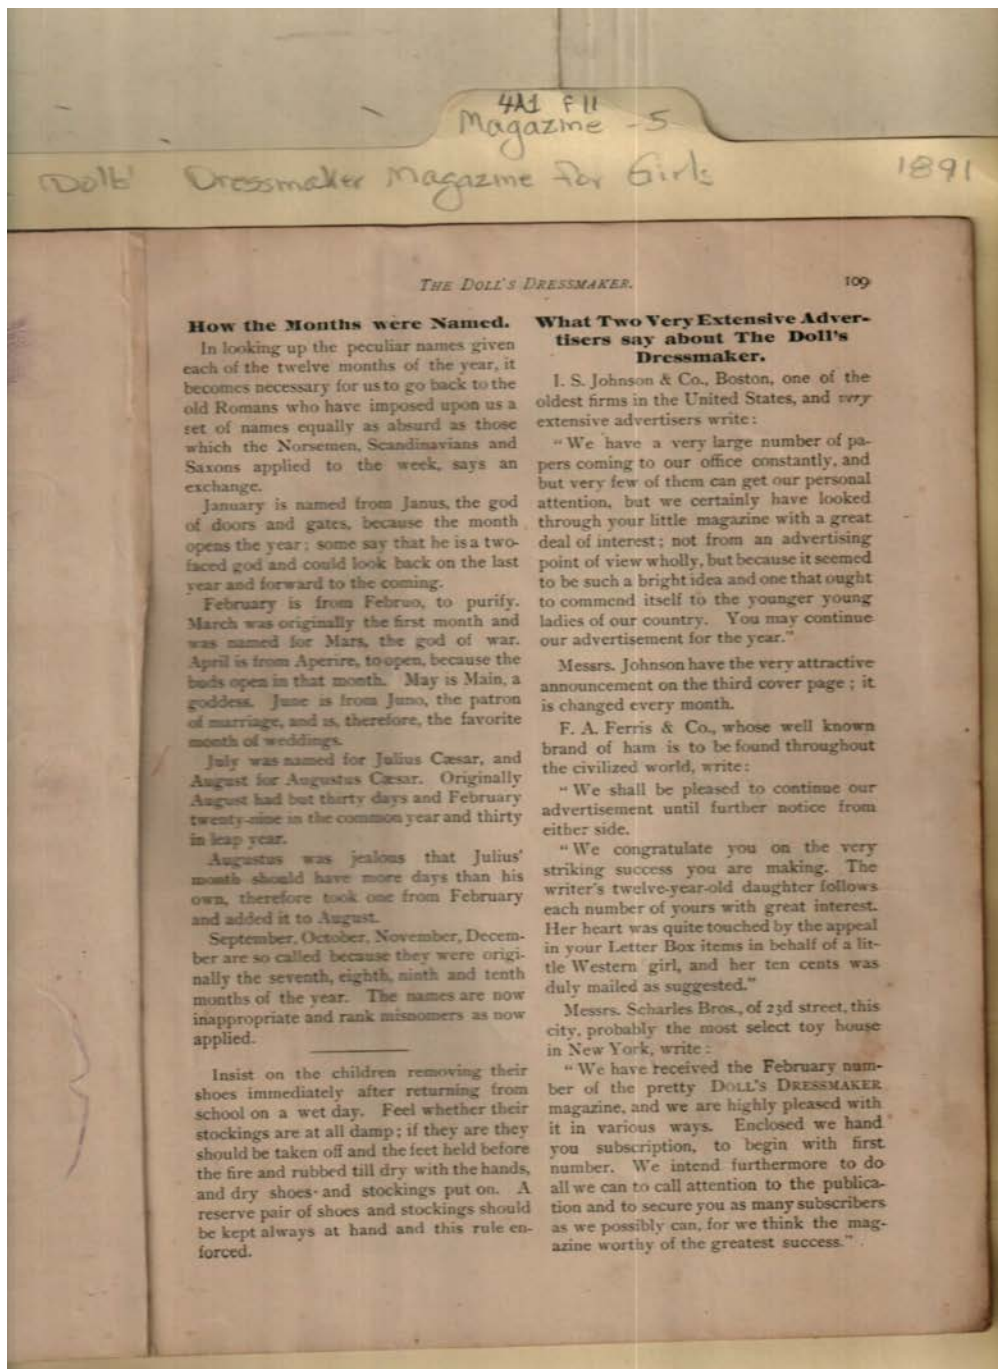 4A1 F11
Magazine - 5
Dolls' Dressmaker Magazine for Girls 1891
THE DOLL'S DRESSMAKER.
109
How the Months were Named.
In looking up the peculiar names given
each of the twelve months of the year, it
becomes necessary for us to go back to the
old Romans who have imposed upon us a
set of names equally as absurd as those
which the Norsemen, Scandinavians and
Saxons applied to the week, says an
exchange.
January is named from Janus, the god
of doors and gates, because the month
opens the year; some say that he is a two-
faced god and could look back on the last
year and forward to the coming.
February is from Februo, to purify.
March was originally the first month and
was named for Mars, the god of war.
April is from Aperire, to open, because the
buds open in that month. May is Main, a
goddess. June is from Juno, the patron
of marriage, and is, therefore, the favorite
month of weddings.
July was named for Julius Cæsar, and
August for Augustus Cæsar. Originally
August had but thirty days and February
twenty-nine in the common year and thirty
in leap year.
Augustus was jealous that Julius'
month should have more days than his
own, therefore took one from February
and added it to August.
September, October, November, Decem-
ber are so called because they were origi-
nally the seventh, eighth, ninth and tenth
months of the year. The names are now
inappropriate and rank misnomers as now
applied.
Insist on the children removing their
shoes immediately after returning from
school on a wet day. Feel whether their
stockings are at all damp; if they are they
should be taken off and the feet held before
the fire and rubbed till dry with the hands,
and dry shoes and stockings put on. A
reserve pair of shoes and stockings should
be kept always at hand and this rule en-
forced.
What Two Very Extensive Adver-
tisers say about The Doll's
Dressmaker.
I. S. Johnson & Co., Boston, one of the
oldest firms in the United States, and very
extensive advertisers write:
"We have a very large number of pa-
pers coming to our office constantly, and
but very few of them can get our personal
attention, but we certainly have looked
through your little magazine with a great
deal of interest; not from an advertising
point of view wholly, but because it seemed
to be such a bright idea and one that ought
to commend itself to the younger young
ladies of our country. You may continue
our advertisement for the year."
Messrs. Johnson have the very attractive
announcement on the third cover page; it
is changed every month.
F. A. Ferris & Co., whose well known
brand of ham is to be found throughout
the civilized world, write:
"We shall be pleased to continue our
advertisement until further notice from
either side.
"We congratulate you on the very
striking success you are making. The
writer's twelve-year-old daughter follows
each number of yours with great interest.
Her heart was quite touched by the appeal
in your Letter Box items in behalf of a lit-
tle Western girl, and her ten cents was
duly mailed as suggested."
Messrs. Scharles Bros., of 23d street, this
city, probably the most select toy house
in New York, write:
"We have received the February num-
ber of the pretty DOLL'S DRESSMAKER
magazine, and we are highly pleased with
it in various ways. Enclosed we hand
you subscription, to begin with first
number. We intend furthermore to do
all we can to call attention to the publica-
tion and to secure you as many subscribers
as we possibly can, for we think the mag-
azine worthy of the greatest success."